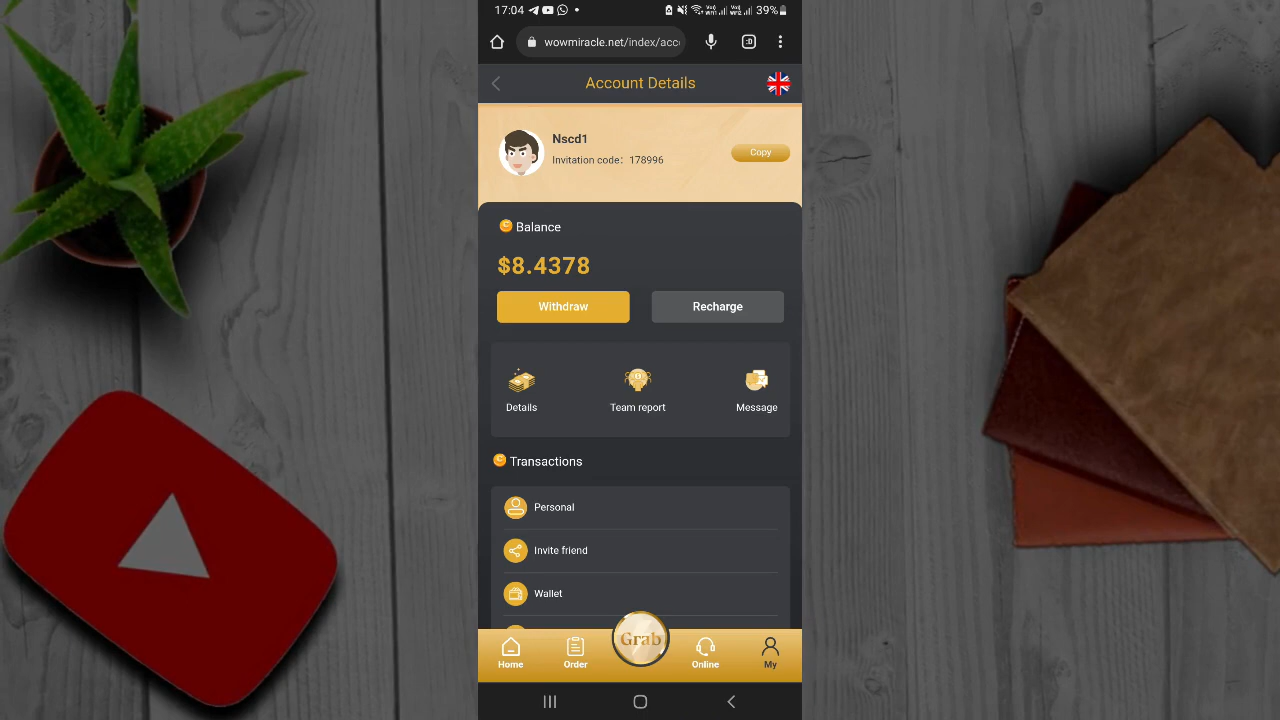 17:04
39%
wowmiracle.net/index/acc
Account Details
Nscd1
Invitation code: 178996
Copy
Balance
$8.4378
Withdraw
Recharge
Details
Team report
Message
Transactions
Personal
Invite friend
Wallet
Grab
Home
Order
Online
My